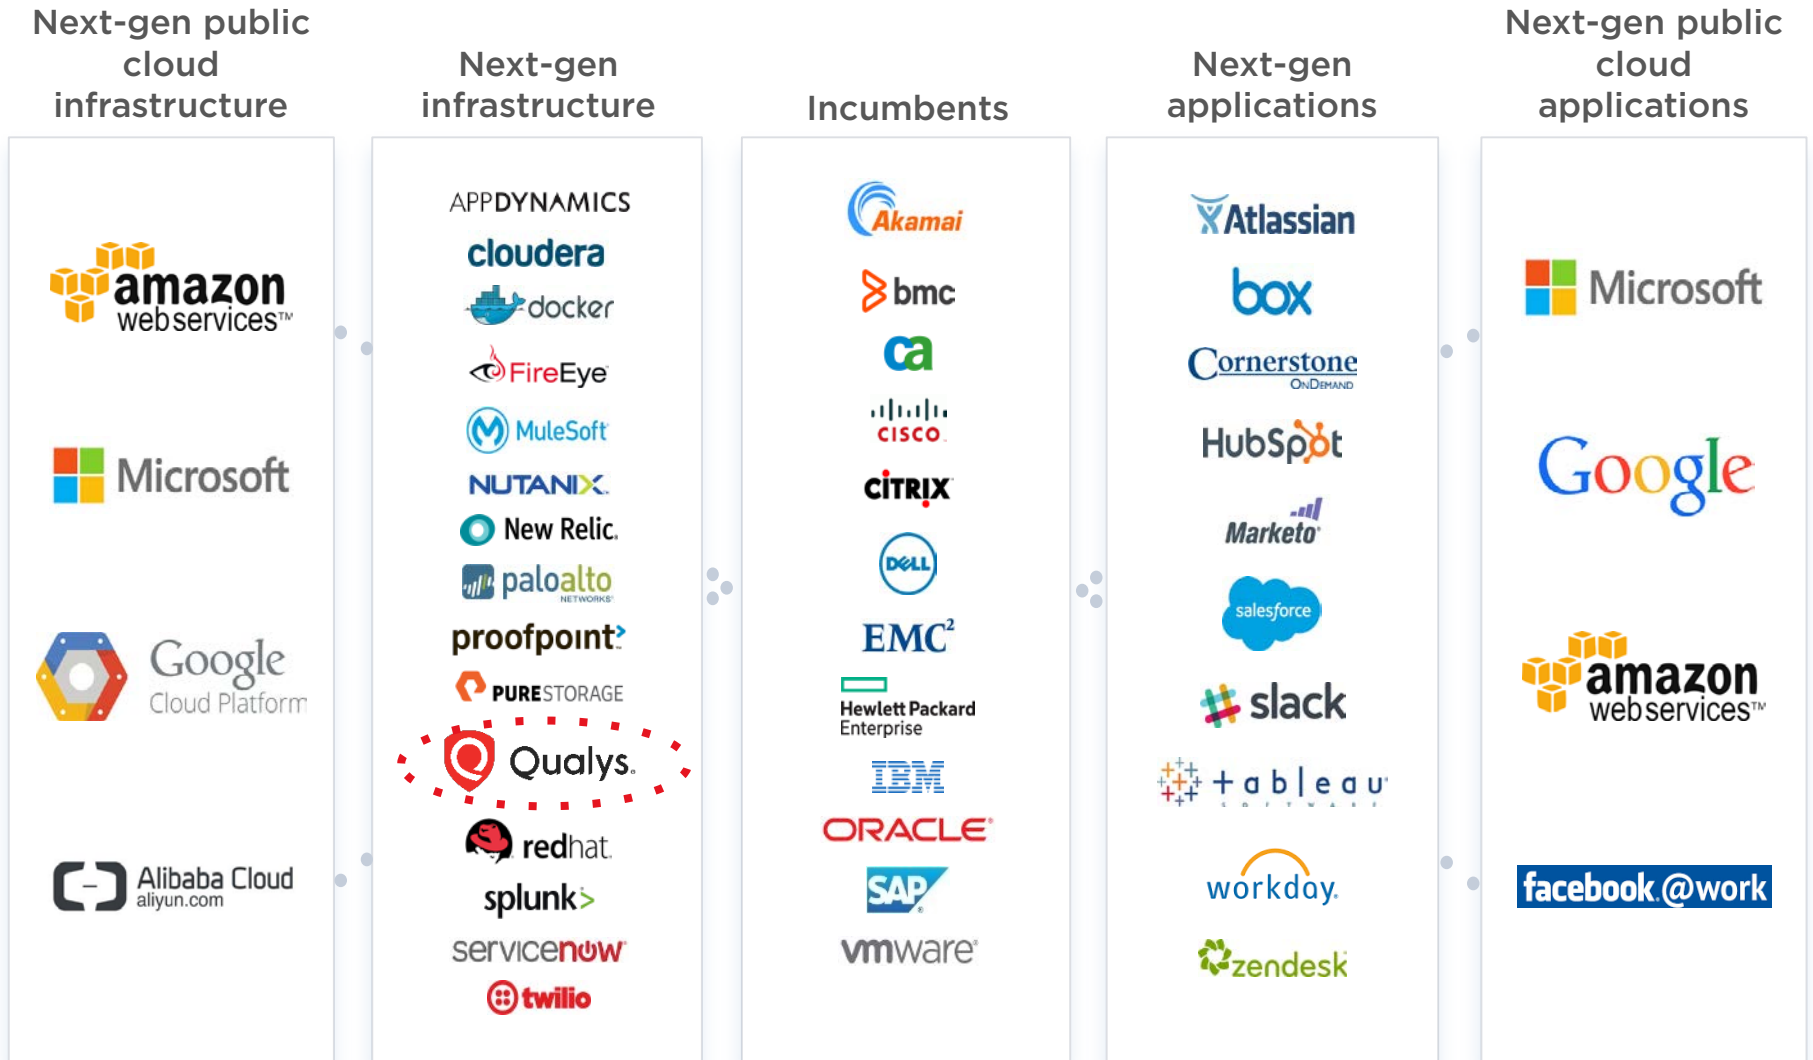 Next-gen public
cloud
infrastructure
amazon
webservices™
Microsoft
Google
Cloud Platform
Alibaba Cloud
aliyun.com
Next-gen
infrastructure
APPDYNAMICS
cloudera
docker
FireEye
MuleSoft
NUTANIX
New Relic.
paloalto
NETWORKS
proofpoint
PURESTORAGE
Qualys.
redhat.
splunk>
servicenow
twilio
Incumbents
Akamai
bmc
ca
CISCO
CITRIX
DELL
EMC²
Hewlett Packard
Enterprise
IBM
ORACLE®
SAP®
vmware®
Next-gen
applications
Atlassian
box
Cornerstone
OnDemand
HubSpot
Marketo
salesforce
slack
tableau
SOFTWARE
workday.
zendesk
Next-gen public
cloud
applications
Microsoft
Google
amazon
webservices™
facebook.@work